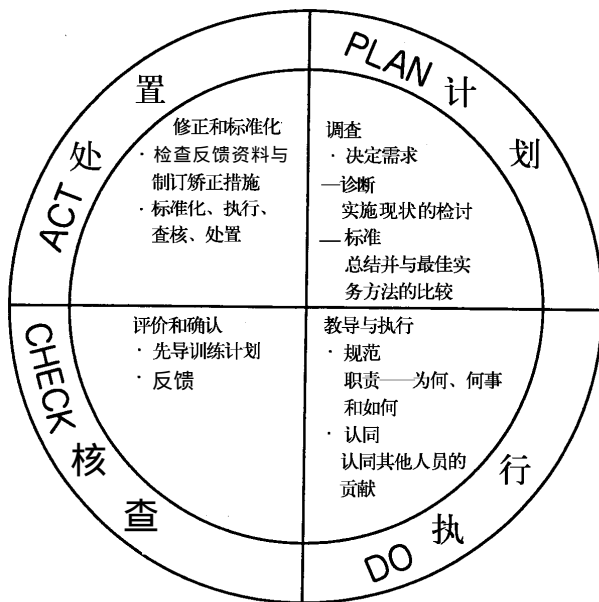 PLAN 计划
调查
· 决定需求
—诊断
实施现状的检讨
— 标准
总结并与最佳实
务方法的比较
DO 执行
教导与执行
· 规范
职责——为何、何事
和如何
· 认同
认同其他人员的
贡献
CHECK 核查
评价和确认
· 先导训练计划
· 反馈
ACT 处置
修正和标准化
· 检查反馈资料与
制订矫正措施
· 标准化、执行、
查核、处置